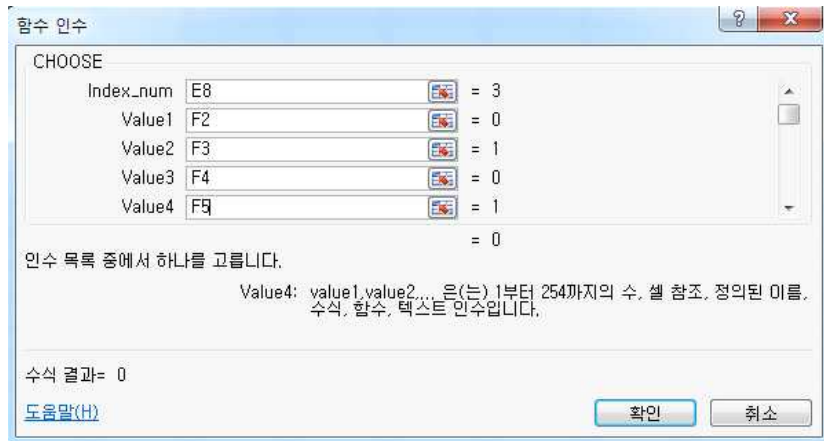 함수 인수
CHOOSE
Index_num E8 = 3
Value1 F2 = 0
Value2 F3 = 1
Value3 F4 = 0
Value4 F5 = 1
= 0
인수 목록 중에서 하나를 고릅니다.
Value4: value1,value2,... 은(는) 1부터 254까지의 수, 셀 참조, 정의된 이름,
수식, 함수, 텍스트 인수입니다.
수식 결과= 0
도움말(H)
확인
취소